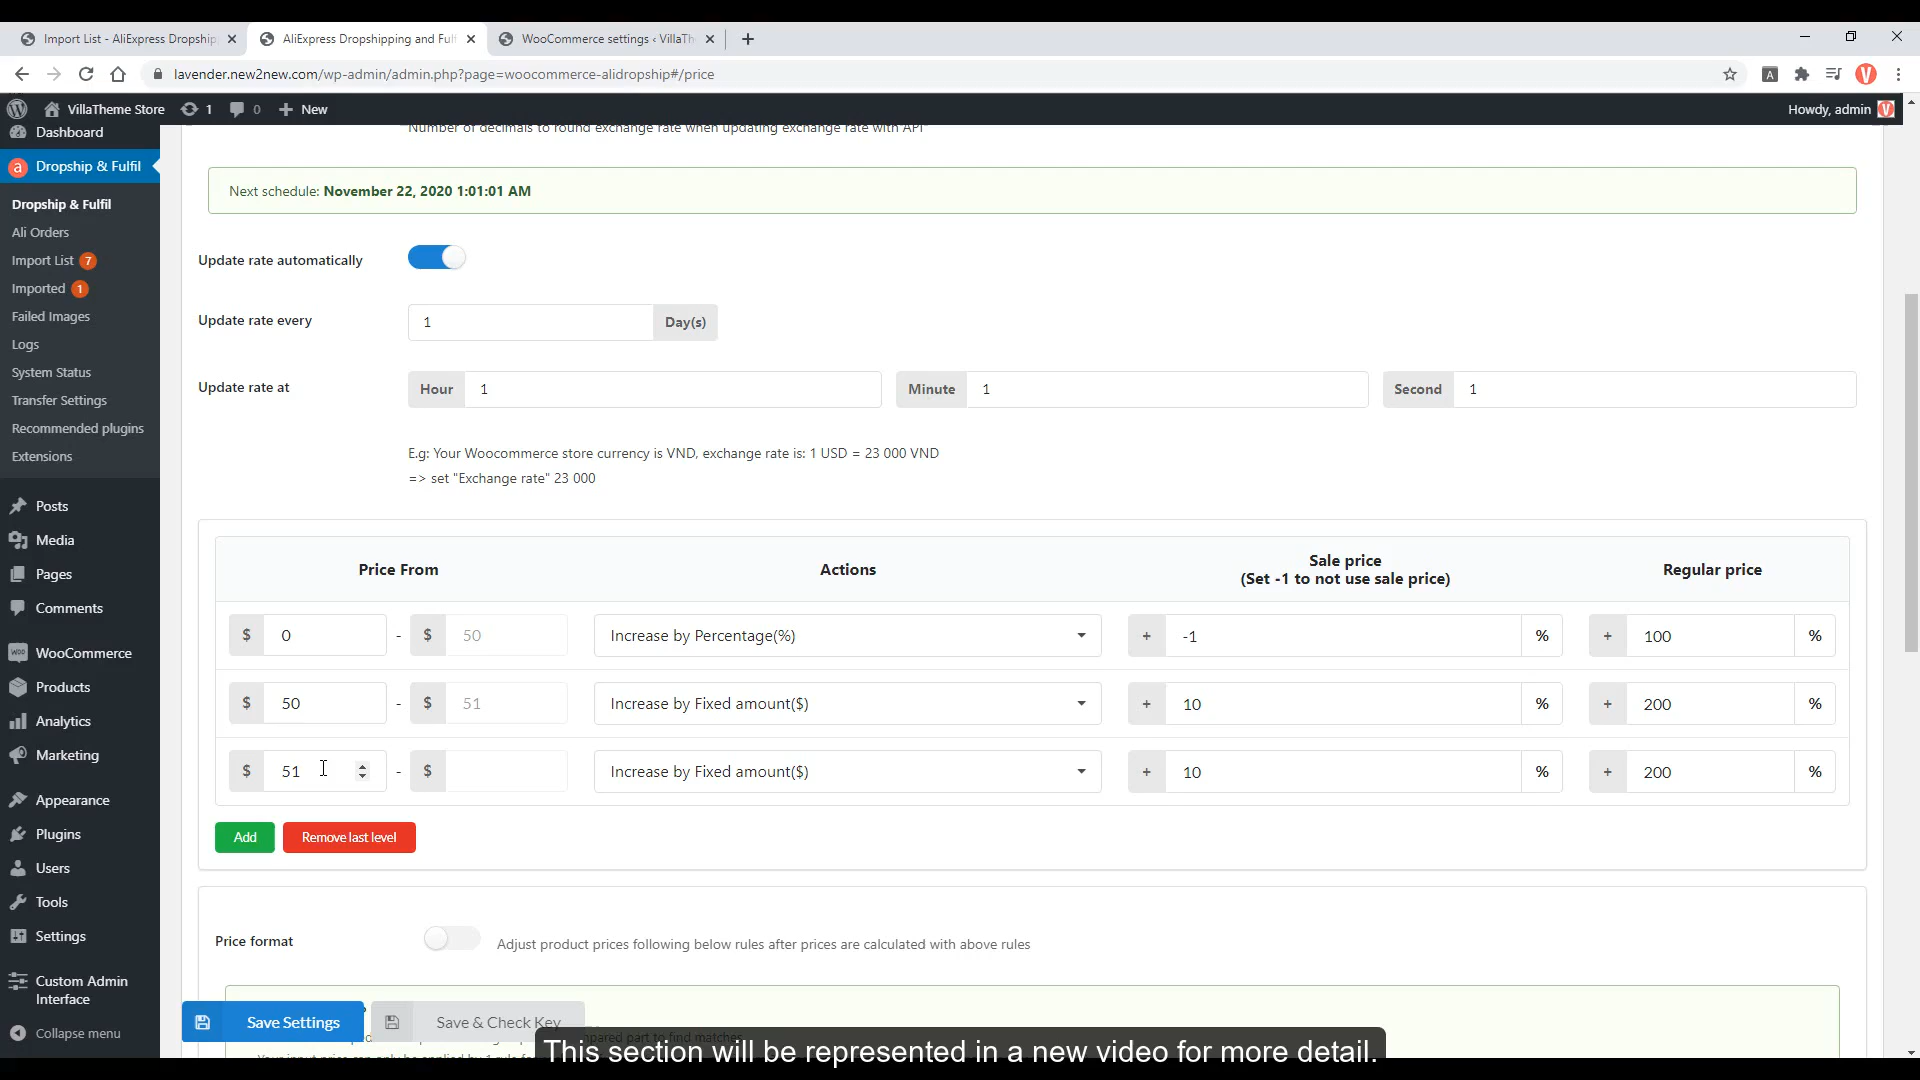 Import List - AliExpress Dropship
AliExpress Dropshipping and Fulf
WooCommerce settings ‹ VillaTh
lavender.new2new.com/wp-admin/admin.php?page=woocommerce-alidropship#/price
VillaTheme Store 1 0 New
Howdy, admin
Dashboard
Dropship & Fulfil
Dropship & Fulfil
Ali Orders
Import List 7
Imported 1
Failed Images
Logs
System Status
Transfer Settings
Recommended plugins
Extensions
Posts
Media
Pages
Comments
WooCommerce
Products
Analytics
Marketing
Appearance
Plugins
Users
Tools
Settings
Custom Admin
Interface
Collapse menu
Number of decimals to round exchange rate when updating exchange rate with API
Next schedule: November 22, 2020 1:01:01 AM
Update rate automatically
Update rate every 1 Day(s)
Update rate at Hour 1 Minute 1 Second 1
E.g: Your Woocommerce store currency is VND, exchange rate is: 1 USD = 23 000 VND
=> set "Exchange rate" 23 000
Price From Actions Sale price Regular price
(Set -1 to not use sale price)
$ 0 - $ 50 Increase by Percentage(%) + -1 % + 100 %
$ 50 - $ 51 Increase by Fixed amount($) + 10 % + 200 %
$ 51 - $ Increase by Fixed amount($) + 10 % + 200 %
Add Remove last level
Price format Adjust product prices following below rules after prices are calculated with above rules
Save Settings Save & Check Key
This section will be represented in a new video for more detail.